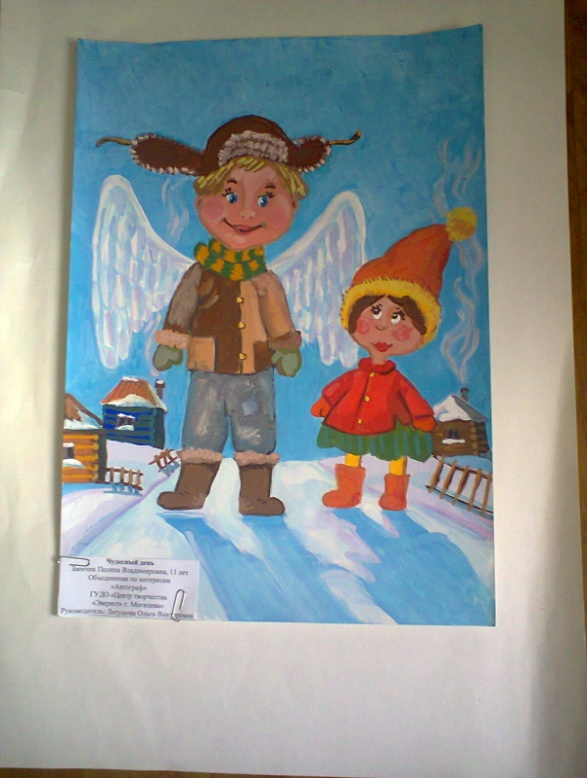 Чудесный день
Полина Владимировна, 11 лет
Объединение по интересам
«Автограф»
ГУДО «Центр творчества
«Эверест» г. Могилева»
Руководитель: Ольга